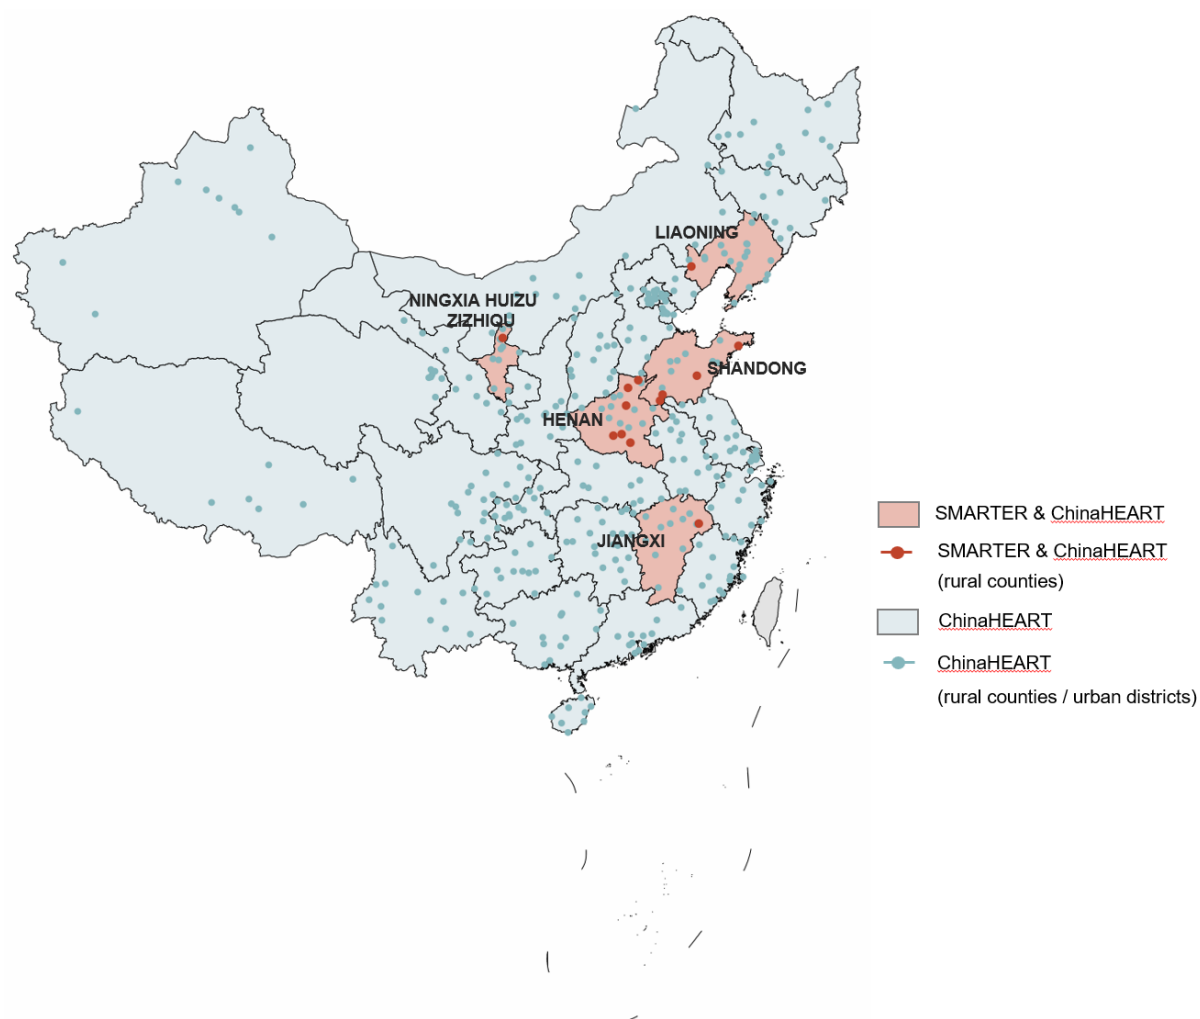 LIAONING
NINGXIA HUIZU
ZIZHIQU
SHANDONG
HENAN
JIANGXI
SMARTER & ChinaHEART
SMARTER & ChinaHEART
(rural counties)
ChinaHEART
ChinaHEART
(rural counties / urban districts)